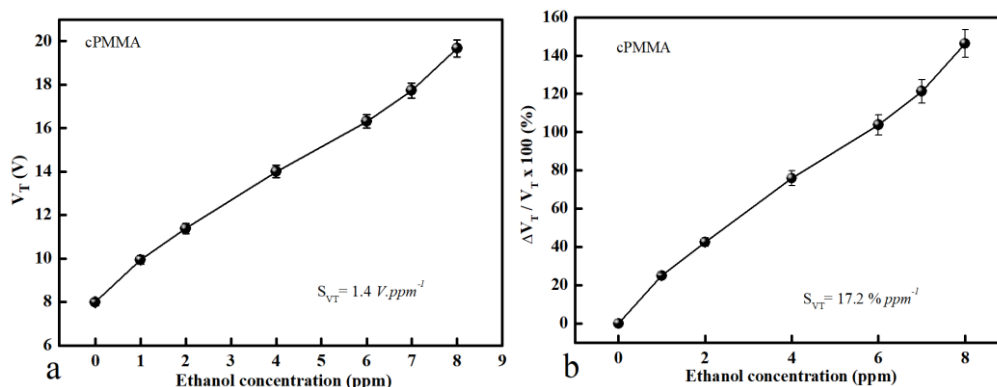 cPMMA
V_T (V)
20
18
16
14
12
10
8
6
S_VT= 1.4 V.ppm^-1
0 1 2 3 4 5 6 7 8 9
Ethanol concentration (ppm)
a
cPMMA
ΔV_T / V_T x 100 (%)
160
140
120
100
80
60
40
20
0
S_VT= 17.2 % ppm^-1
0 2 4 6 8
Ethanol concentration (ppm)
b